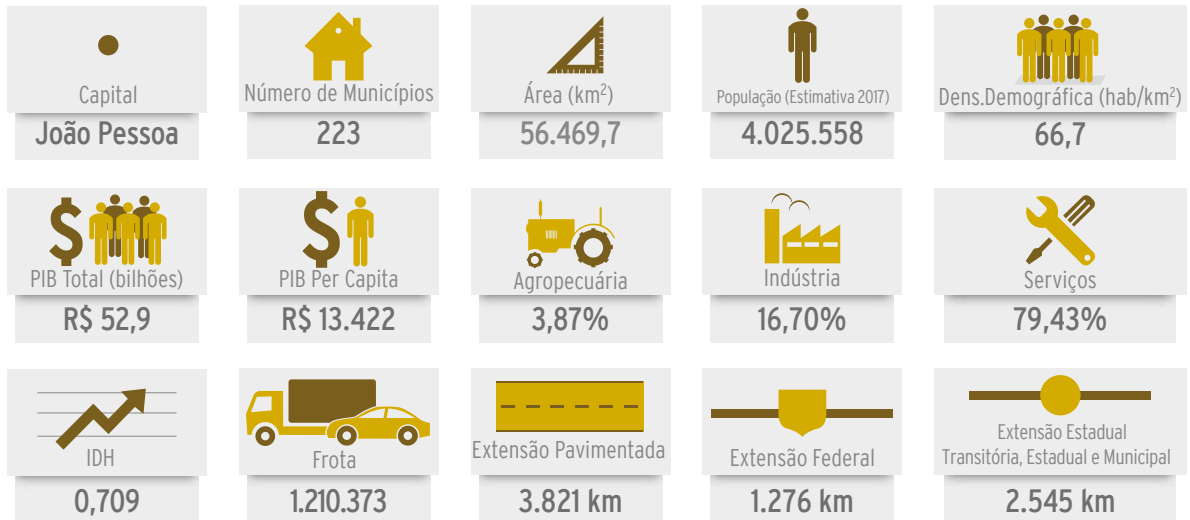 Capital
João Pessoa
Número de Municípios
223
Área (km²)
56.469,7
População (Estimativa 2017)
4.025.558
Dens.Demográfica (hab/km²)
66,7
PIB Total (bilhões)
R$ 52,9
PIB Per Capita
R$ 13.422
Agropecuária
3,87%
Indústria
16,70%
Serviços
79,43%
IDH
0,709
Frota
1.210.373
Extensão Pavimentada
3.821 km
Extensão Federal
1.276 km
Extensão Estadual
Transitória, Estadual e Municipal
2.545 km